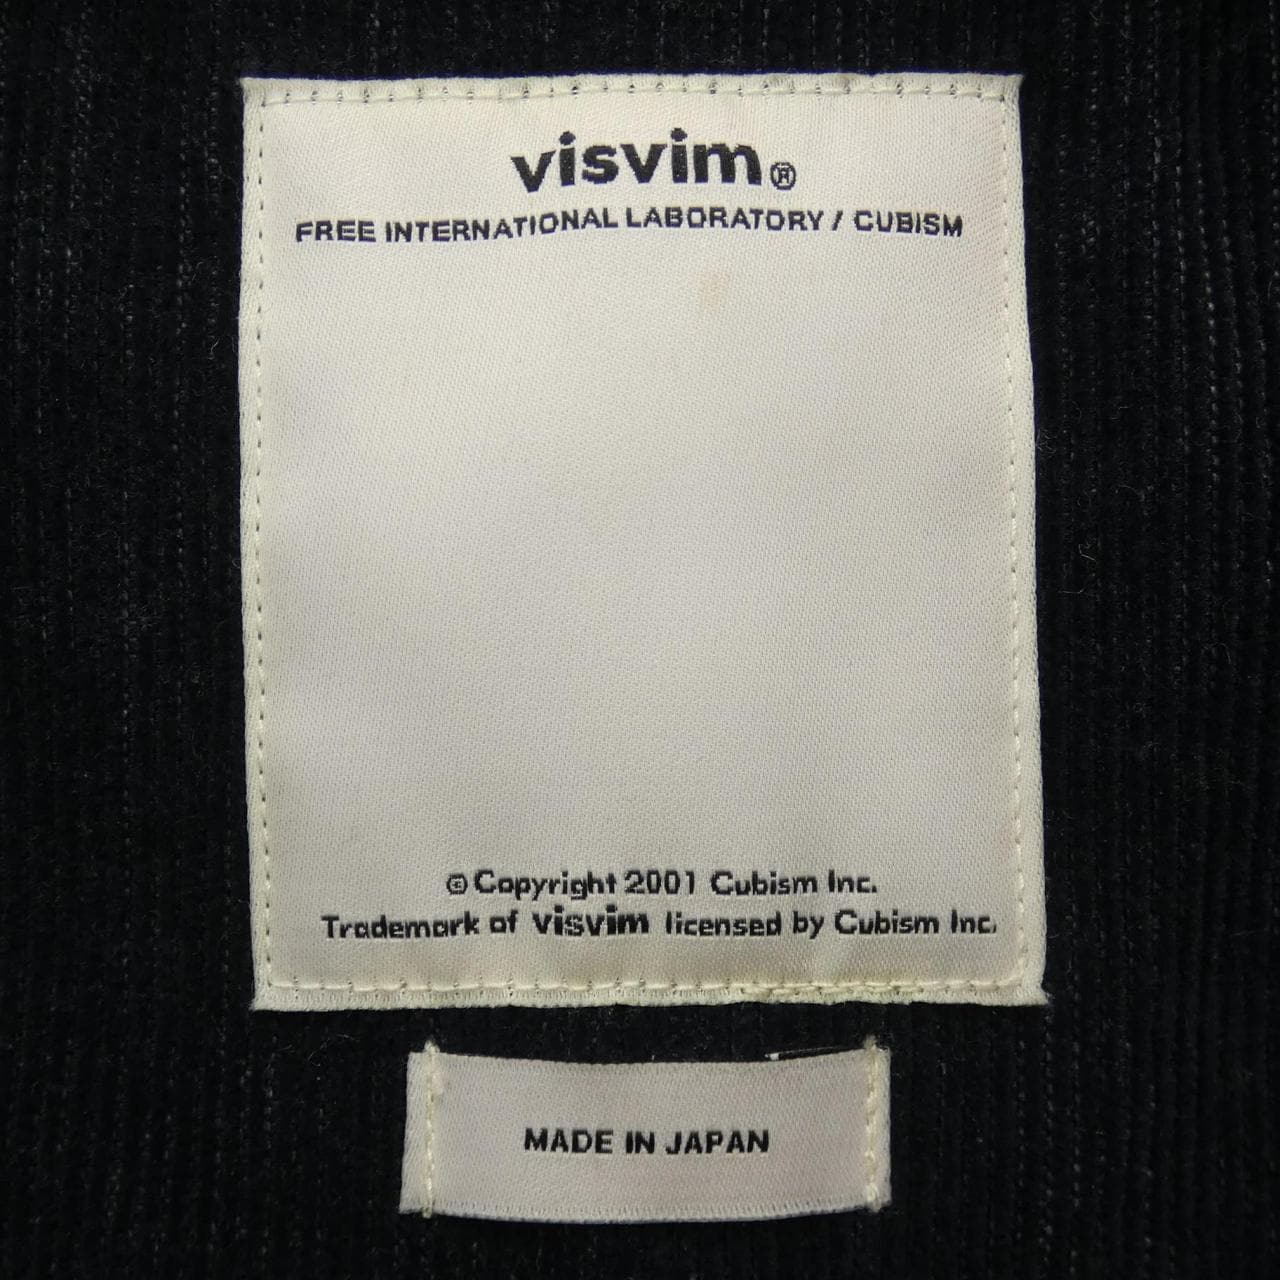 visvim®
FREE INTERNATIONAL LABORATORY / CUBISM
© Copyright 2001 Cubism Inc.
Trademark of visvim licensed by Cubism Inc.
MADE IN JAPAN